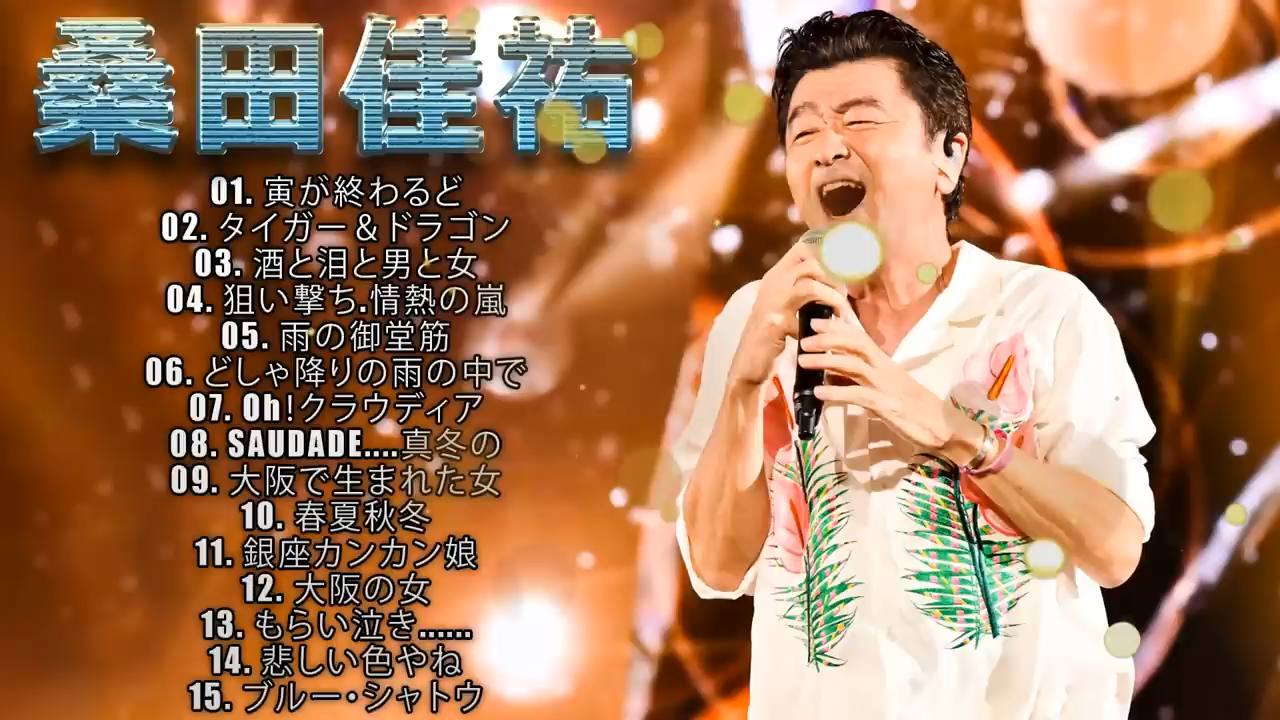 桑田佳祐
01. 寅が終わるど
02. タイガー＆ドラゴン
03. 酒と泪と男と女
04. 狙い撃ち.情熱の嵐
05. 雨の御堂筋
06. どしゃ降りの雨の中で
07. Oh!クラウディア
08. SAUDADE....真冬の
09. 大阪で生まれた女
10. 春夏秋冬
11. 銀座カンカン娘
12. 大阪の女
13. もらい泣き......
14. 悲しい色やね
15. ブルー・シャトウ